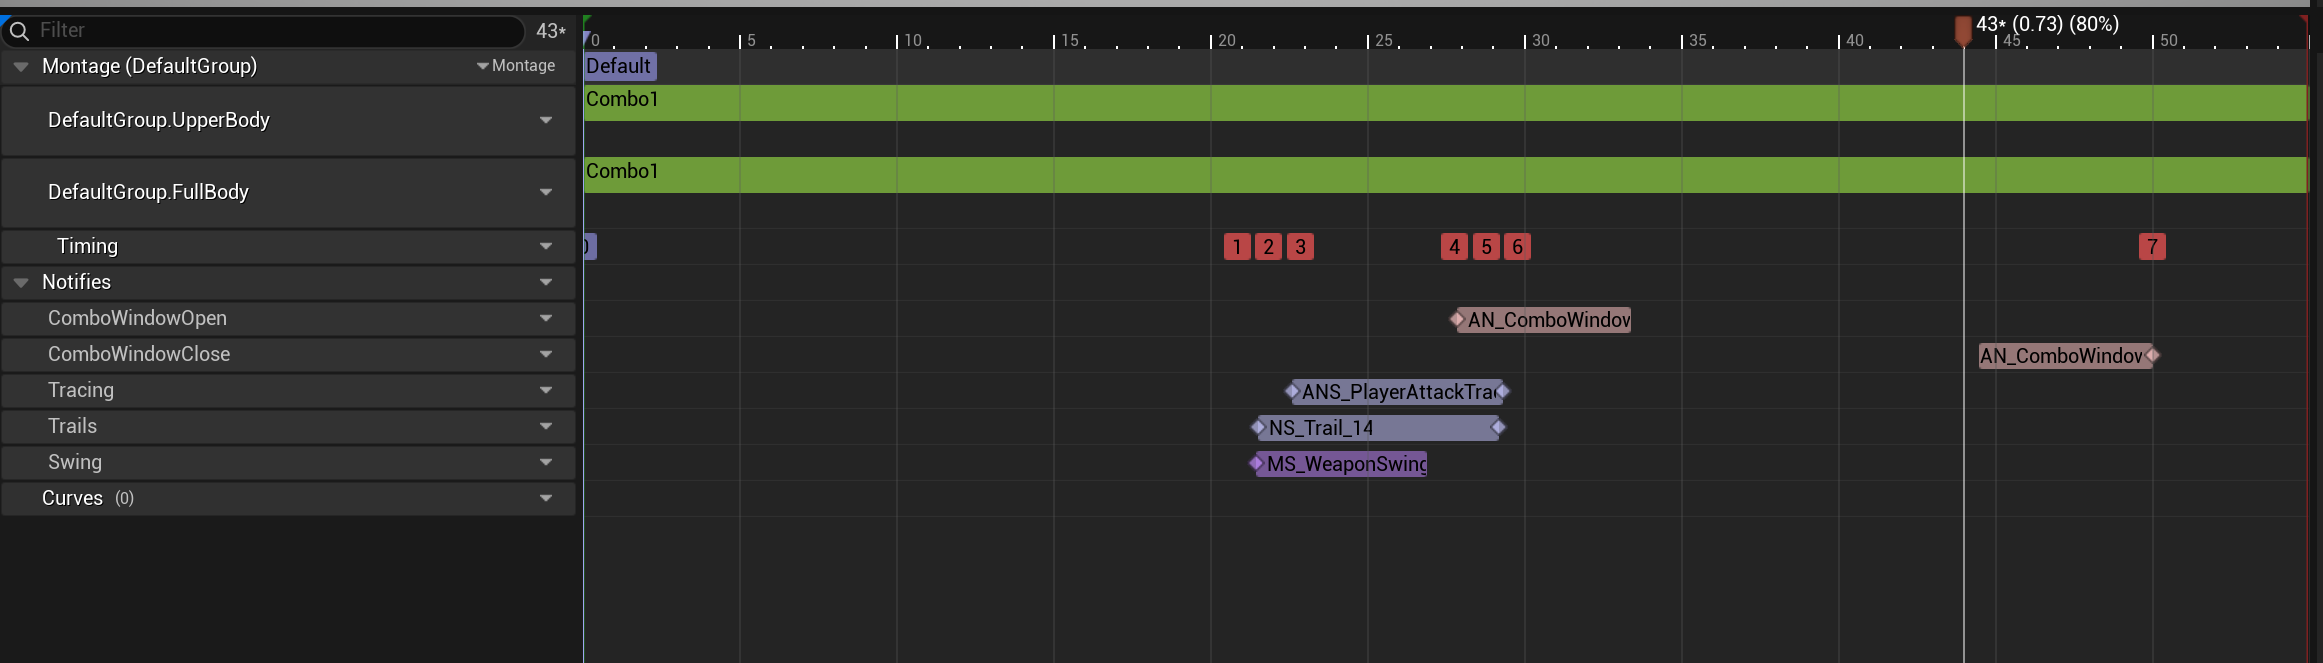 Filter
43*
0
5
10
15
20
25
30
35
40
45
50
43* (0.73) (80%)
Montage (DefaultGroup)
Montage
Default
DefaultGroup.UpperBody
Combo1
DefaultGroup.FullBody
Combo1
Timing
1 2 3 4 5 6 7
Notifies
ComboWindowOpen
AN_ComboWindow
ComboWindowClose
AN_ComboWindow
Tracing
ANS_PlayerAttackTra
Trails
NS_Trail_14
Swing
MS_WeaponSwing
Curves (0)